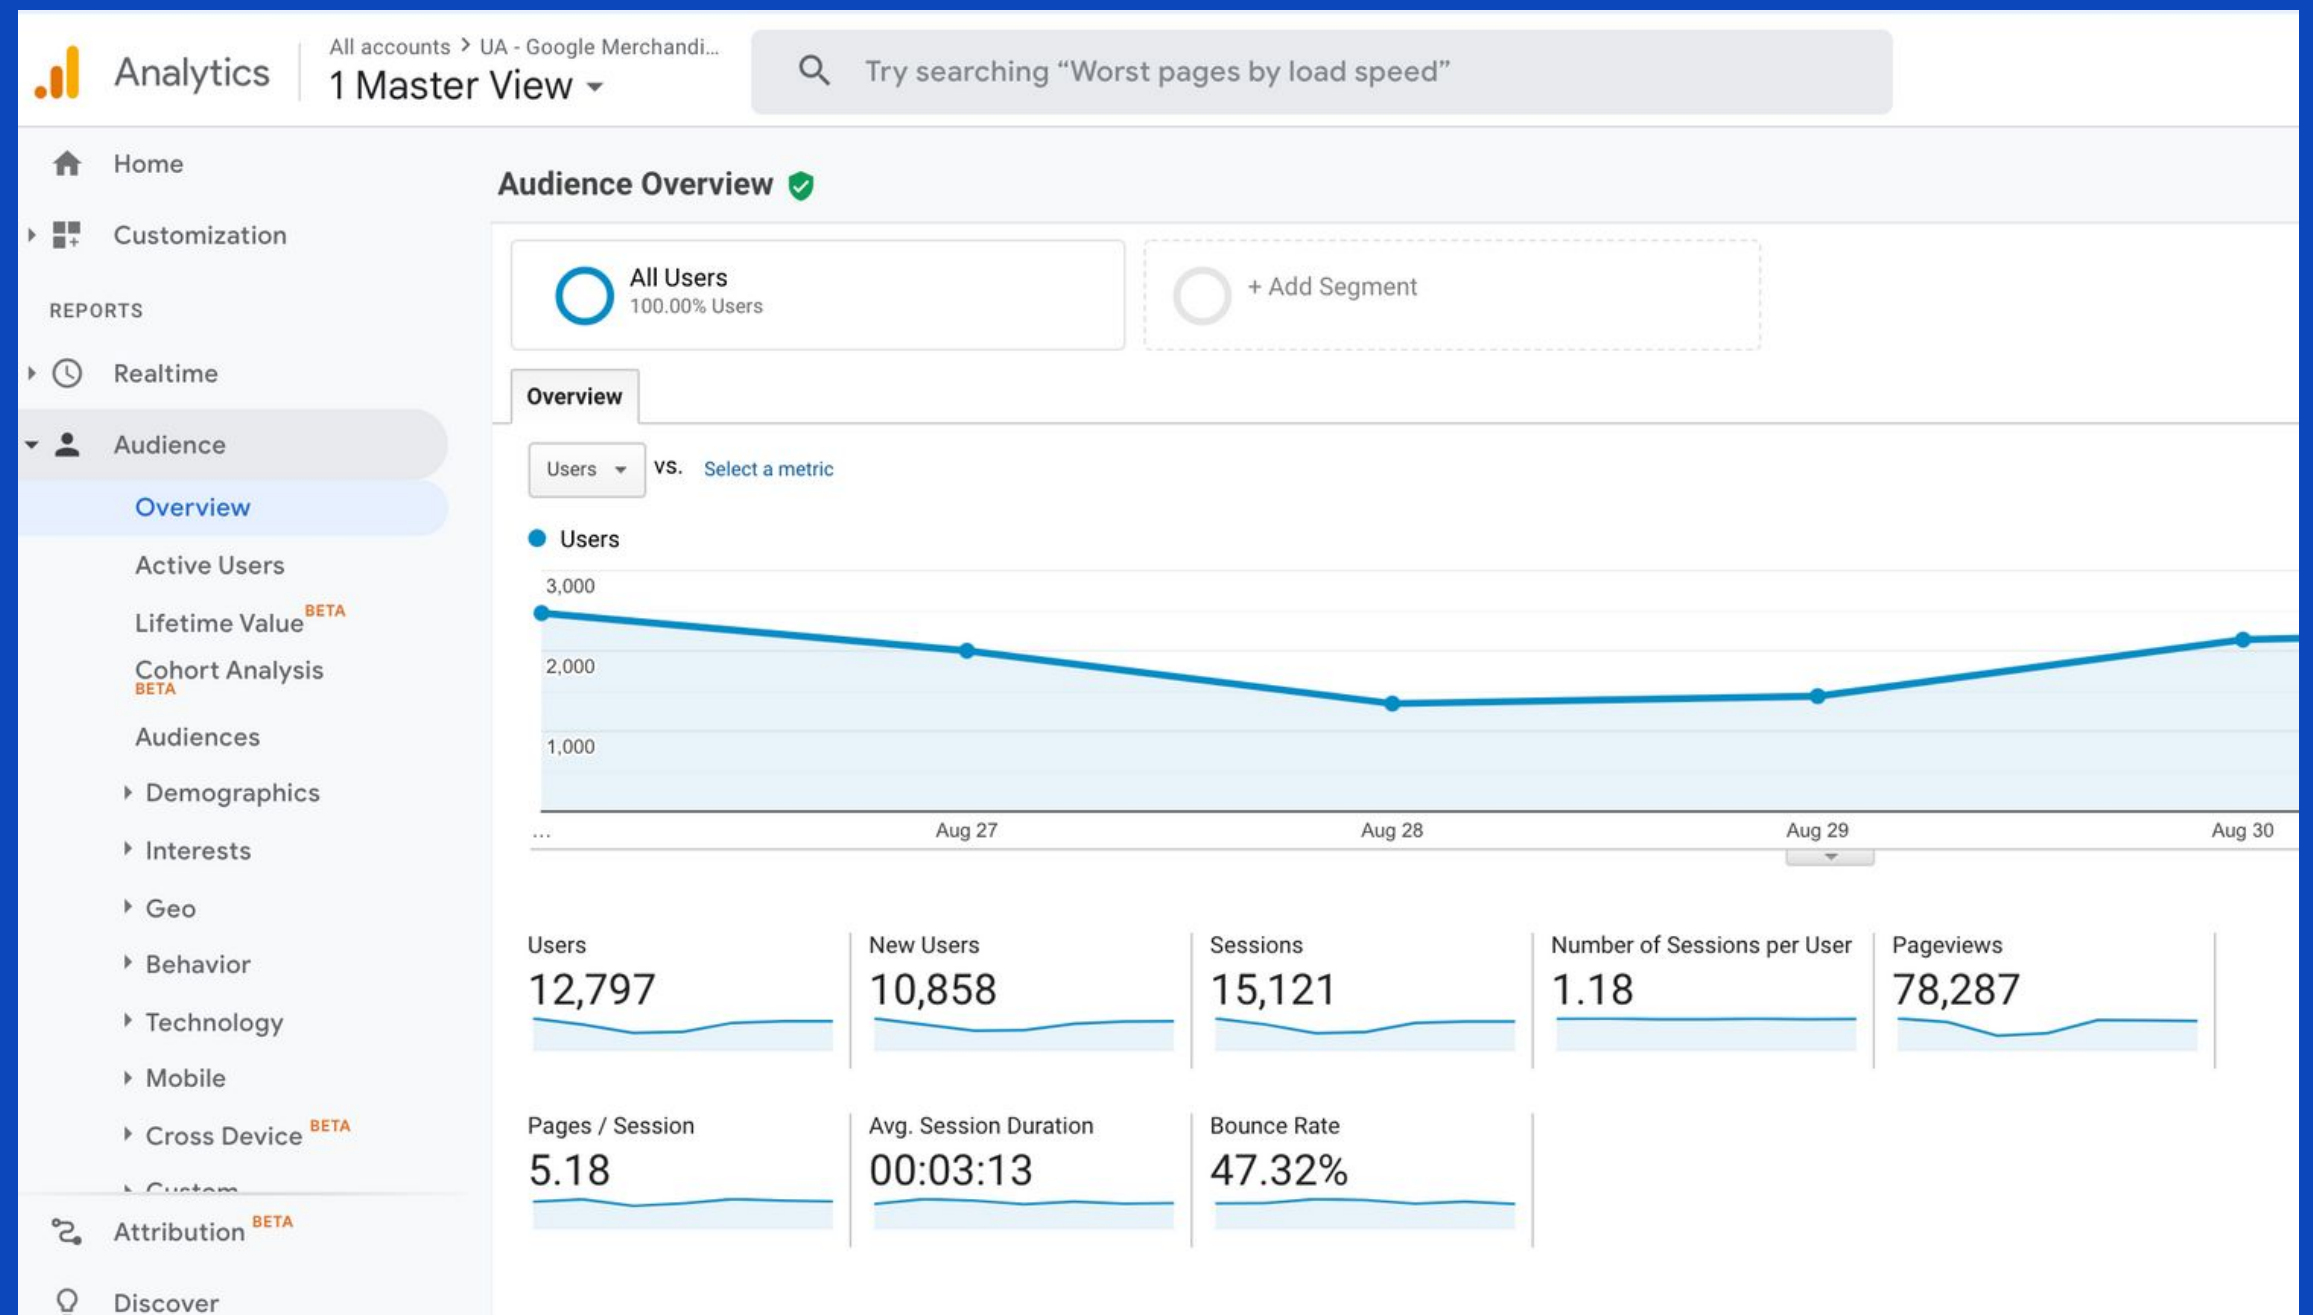 Analytics
All accounts > UA - Google Merchandi...
1 Master View
Try searching “Worst pages by load speed”
Home
Customization
REPORTS
Realtime
Audience
Overview
Active Users
Lifetime Value BETA
Cohort Analysis
BETA
Audiences
Demographics
Interests
Geo
Behavior
Technology
Mobile
Cross Device BETA
Custom
Attribution BETA
Discover
Audience Overview
All Users
100.00% Users
+ Add Segment
Overview
Users vs. Select a metric
Users
3,000
2,000
1,000
... Aug 27 Aug 28 Aug 29 Aug 30
Users New Users Sessions Number of Sessions per User Pageviews
12,797 10,858 15,121 1.18 78,287
Pages / Session Avg. Session Duration Bounce Rate
5.18 00:03:13 47.32%